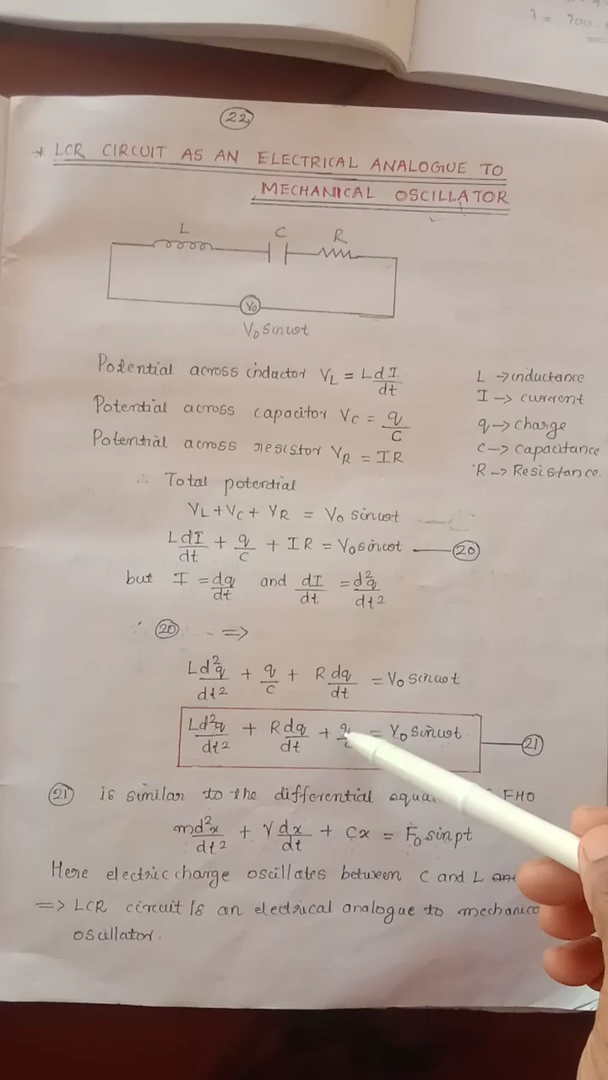 λ = 700
22
* LCR CIRCUIT AS AN ELECTRICAL ANALOGUE TO
MECHANICAL OSCILLATOR
L C R
V₀
V₀ sinωt
Potential across inductor V_L = L dI/dt
L → inductance
I → current
Potential across capacitor V_C = q/C
q → charge
C → capacitance
Potential across resistor V_R = IR
R → Resistance
∴ Total potential
V_L + V_C + V_R = V₀ sinωt
L dI/dt + q/C + IR = V₀ sinωt — 20
but I = dq/dt and dI/dt = d²q/dt²
∴ 20 ⇒
L d²q/dt² + q/C + R dq/dt = V₀ sinωt
L d²q/dt² + R dq/dt + q/C = V₀ sinωt — 21
21 is similar to the differential FHO
m d²x/dt² + γ dx/dt + Cx = F₀ sinpt
Here electric charge oscillates between C and L
⇒ LCR circuit is an electrical analogue to
oscillator.